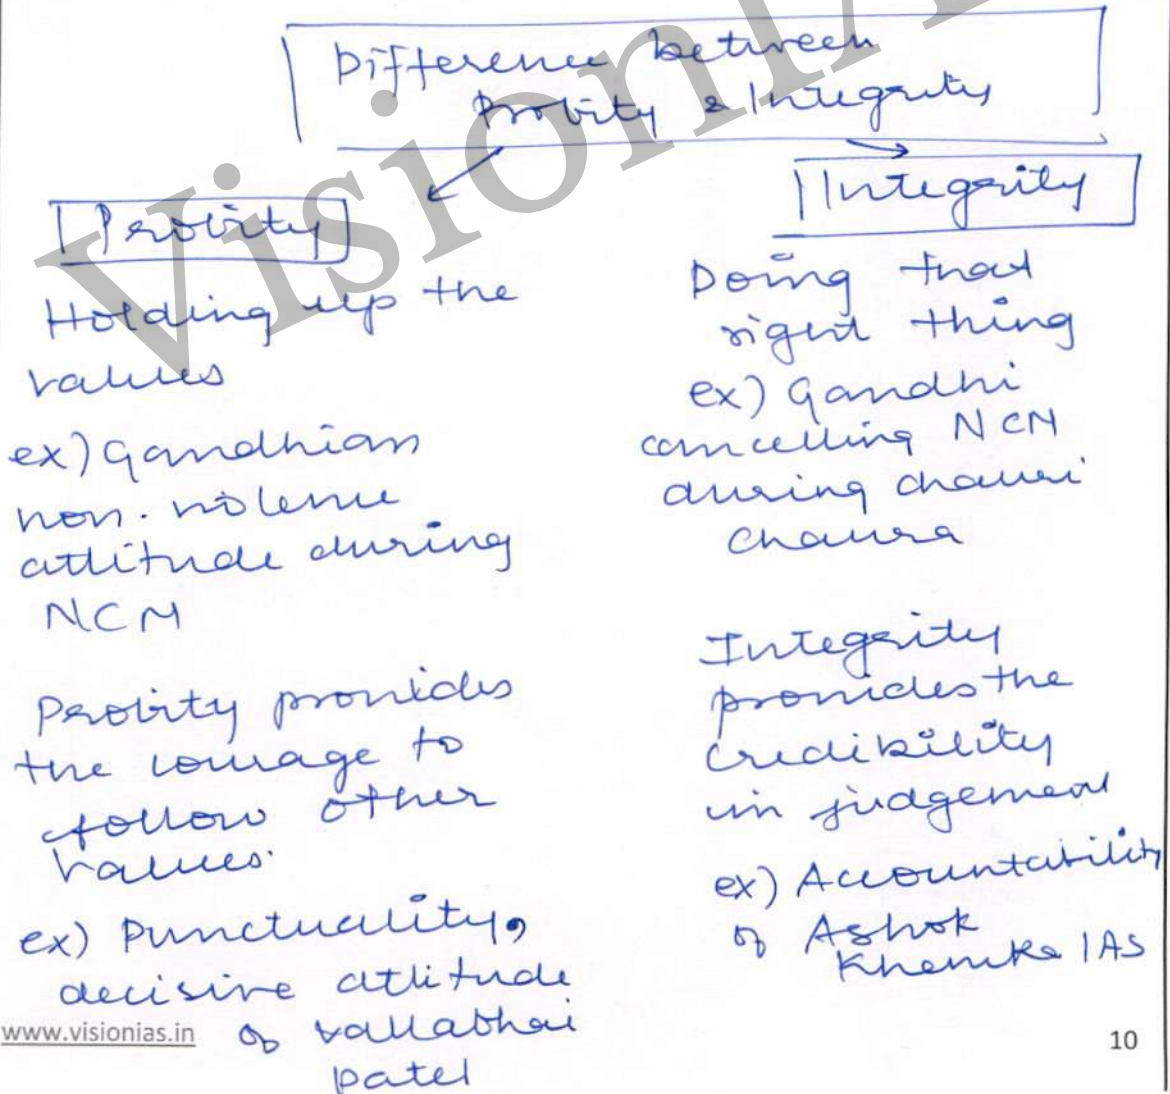 Difference between
Probity & Integrity
Probity
Holding up the
values
ex) Gandhian
non-violence
attitude during
NCM
Probity provides
the courage to
follow other
values.
ex) Punctuality,
decisive attitude
of vallabhai
patel
Integrity
Doing that
right thing
ex) Gandhi
cancelling NCM
during chauri
chaura
Integrity
provides the
credibility
in judgement
ex) Accountability
of Ashok
Khemka IAS
www.visionias.in
10